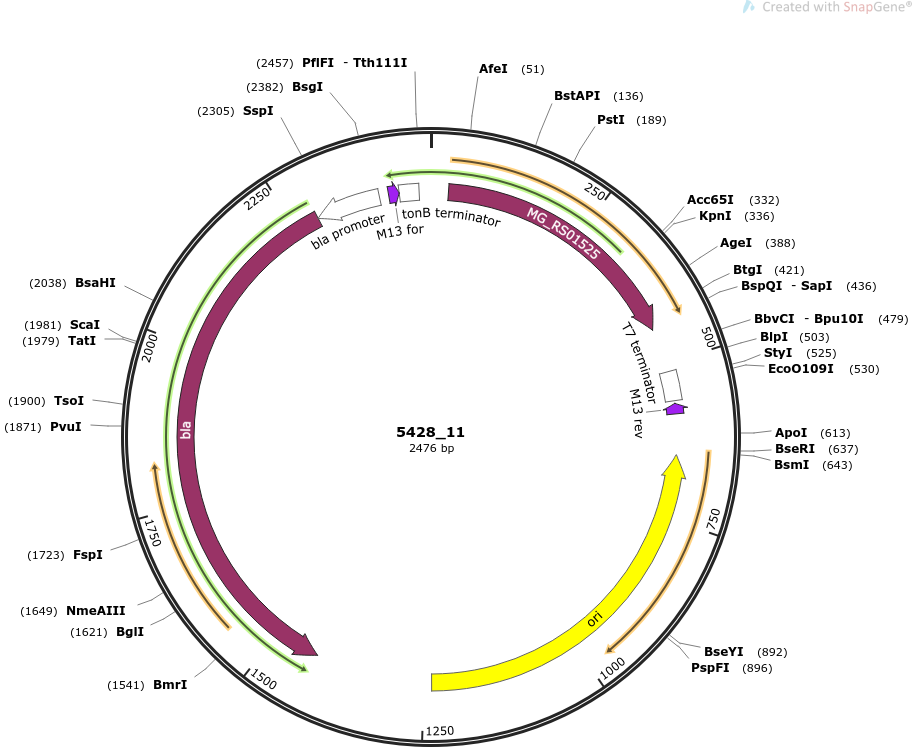 Created with SnapGene®
(2457) PflFI - Tth111I
(2382) BsgI
(2305) SspI
AfeI (51)
BstAPI (136)
PstI (189)
Acc65I (332)
KpnI (336)
AgeI (388)
BtgI (421)
BspQI - SapI (436)
BbvCI - Bpu10I (479)
BlpI (503)
StyI (525)
EcoO109I (530)
ApoI (613)
BseRI (637)
BsmI (643)
BseYI (892)
PspFI (896)
(2038) BsaHI
(1981) ScaI
(1979) TatI
(1900) TsoI
(1871) PvuI
(1723) FspI
(1649) NmeAIII
(1621) BglI
(1541) BmrI
250
500
750
1000
1250
1500
1750
2000
2250
bla promoter
M13 for
tonB terminator
MG_RS01525
T7 terminator
M13 rev
ori
bla
5428_11
2476 bp